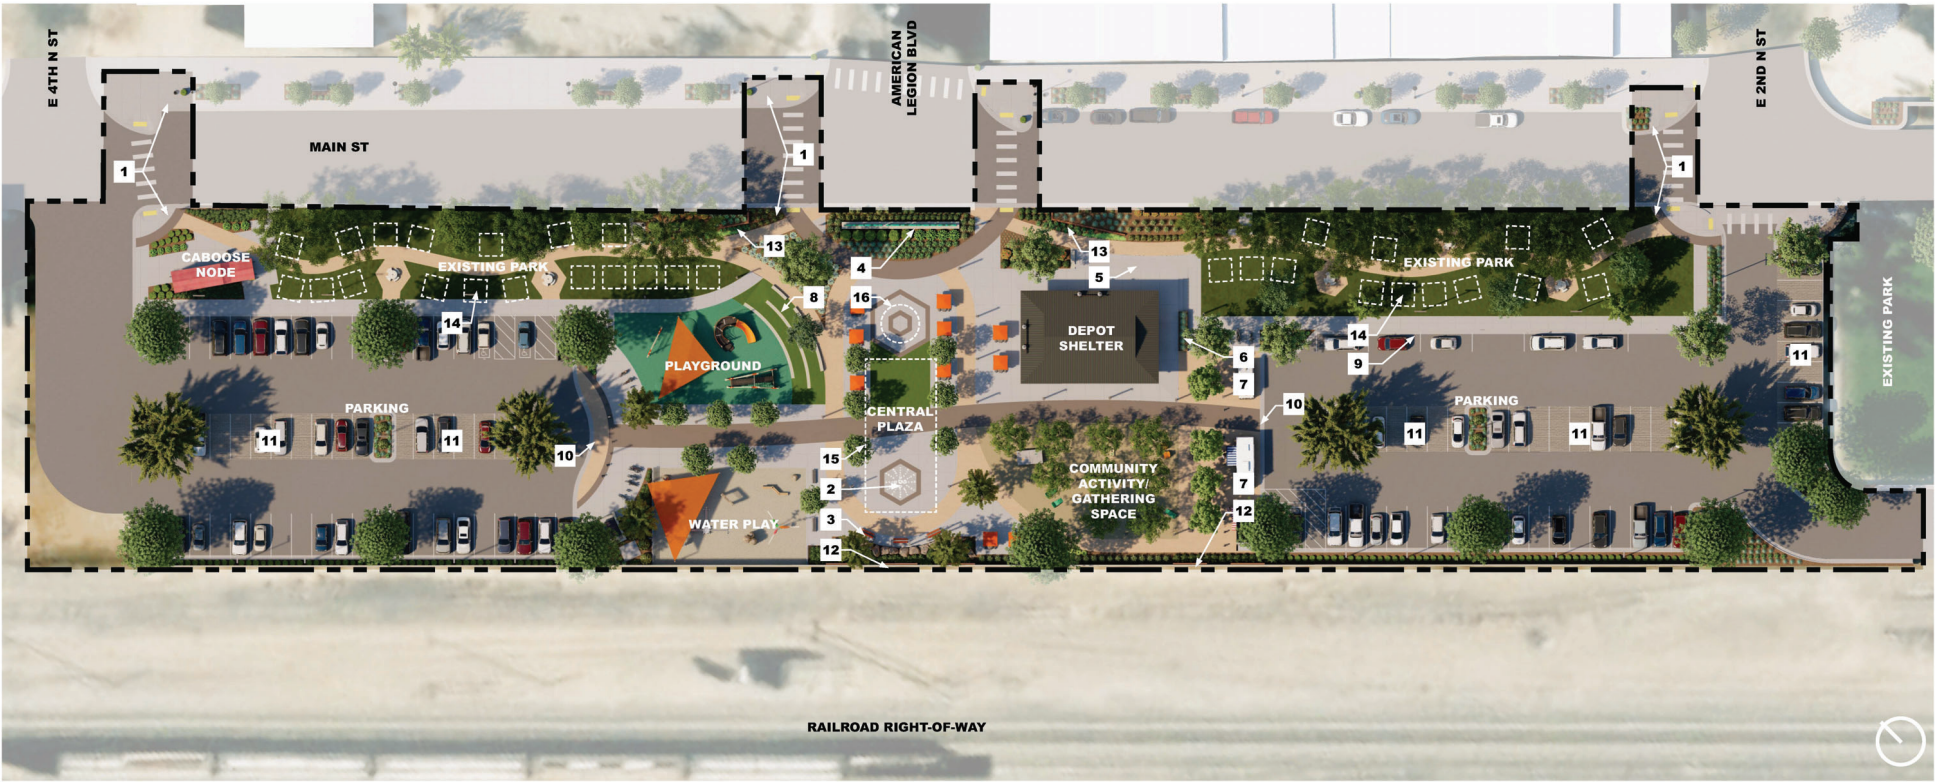 E 4TH N ST
AMERICAN
LEGION BLVD
E 2ND N ST
MAIN ST
1
1
1
1
CABOOSE
NODE
EXISTING PARK
13
4
13
5
EXISTING PARK
EXISTING PARK
14
8
16
DEPOT
SHELTER
14
6
9
11
7
PLAYGROUND
PARKING
CENTRAL
PLAZA
10
PARKING
11
11
10
11
11
15
COMMUNITY
ACTIVITY/
GATHERING
SPACE
2
7
WATER PLAY
3
12
12
RAILROAD RIGHT-OF-WAY